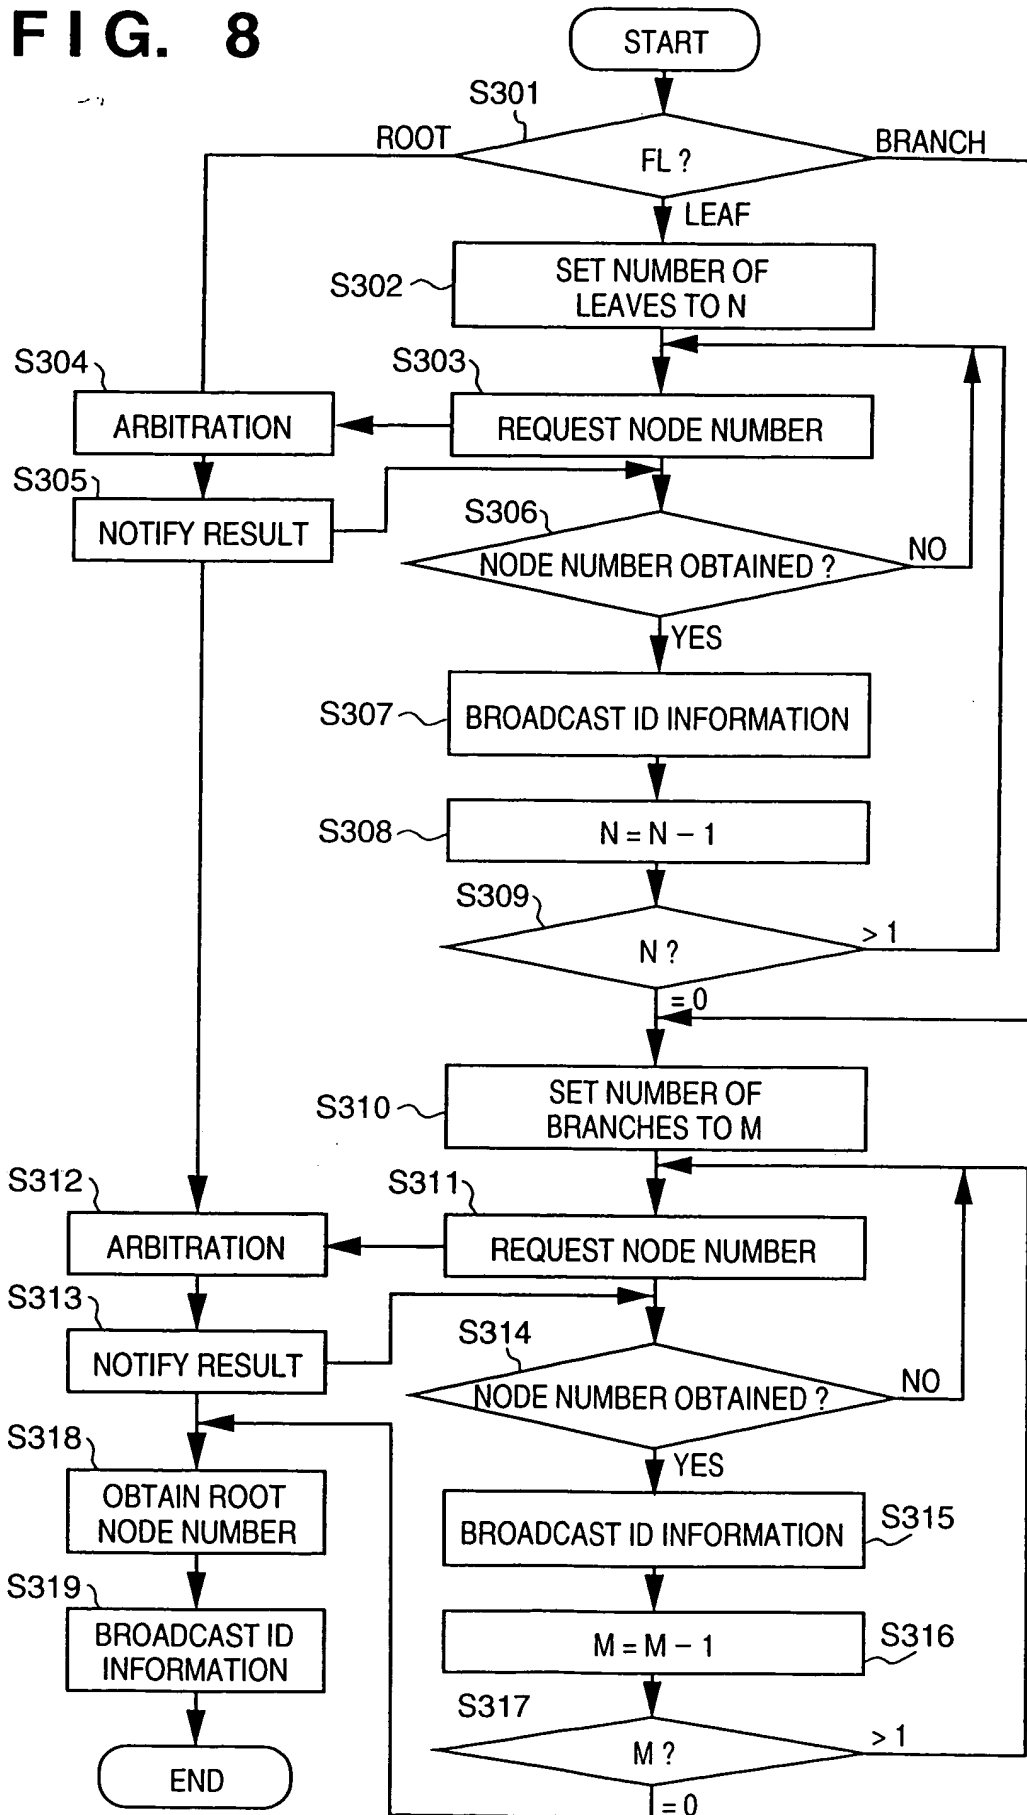 FIG. 8
START
S301
ROOT
FL ?
BRANCH
LEAF
S302
SET NUMBER OF
LEAVES TO N
S304
S303
ARBITRATION
REQUEST NODE NUMBER
S305
NOTIFY RESULT
S306
NODE NUMBER OBTAINED ?
NO
YES
S307
BROADCAST ID INFORMATION
S308
N = N − 1
S309
N ?
> 1
= 0
S310
SET NUMBER OF
BRANCHES TO M
S312
S311
ARBITRATION
REQUEST NODE NUMBER
S313
NOTIFY RESULT
S314
NODE NUMBER OBTAINED ?
NO
YES
S318
OBTAIN ROOT
NODE NUMBER
BROADCAST ID INFORMATION
S315
S319
BROADCAST ID
INFORMATION
M = M − 1
S316
S317
M ?
> 1
= 0
END